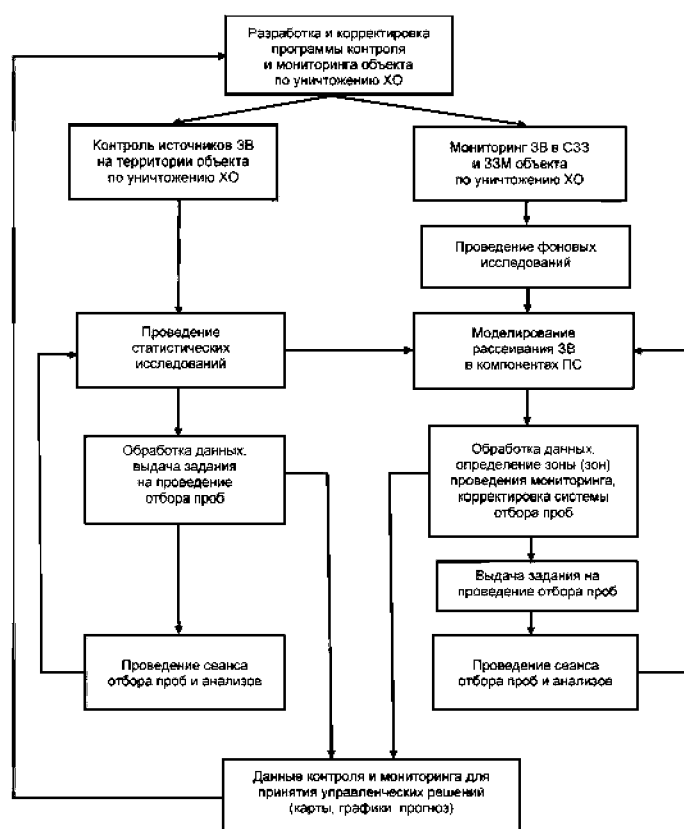 Разработка и корректировка
программы контроля
и мониторинга объекта
по уничтожению ХО
Контроль источников ЗВ
на территории объекта
по уничтожению ХО
Мониторинг ЗВ в СЗЗ
и ЗЗМ объекта
по уничтожению ХО
Проведение фоновых
исследований
Проведение
статистических
исследований
Моделирование
рассеивания ЗВ
в компонентах ПС
Обработка данных.
выдача задания
на проведение
отбора проб
Обработка данных.
определение зоны (зон)
проведения мониторинга,
корректировка системы
отбора проб
Выдача задания на
проведение отбора проб
Проведение сеанса
отбора проб и анализов
Проведение сеанса
отбора проб и анализов
Данные контроля и мониторинга для
принятия управленческих решений
(карты, графики прогноз)